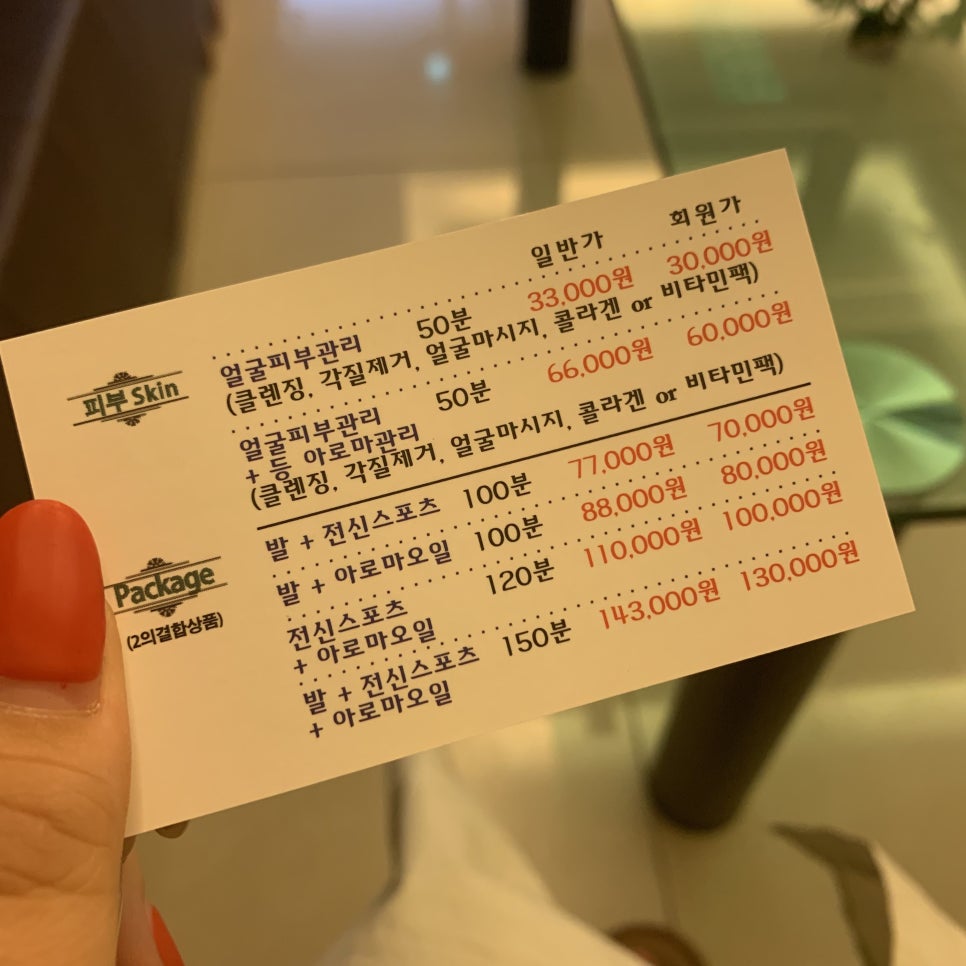 일반가 회원가
피부 Skin
얼굴피부관리 50분 33,000원 30,000원
(클렌징, 각질제거, 얼굴마시지, 콜라겐 or 비타민팩)
얼굴피부관리 50분 66,000원 60,000원
+ 등 아로마관리
(클렌징, 각질제거, 얼굴마시지, 콜라겐 or 비타민팩)
Package
(2의결합상품)
발 + 전신스포츠 100분 77,000원 70,000원
발 + 아로마오일 100분 88,000원 80,000원
전신스포츠 120분 110,000원 100,000원
+ 아로마오일
발 + 전신스포츠 150분 143,000원 130,000원
+ 아로마오일